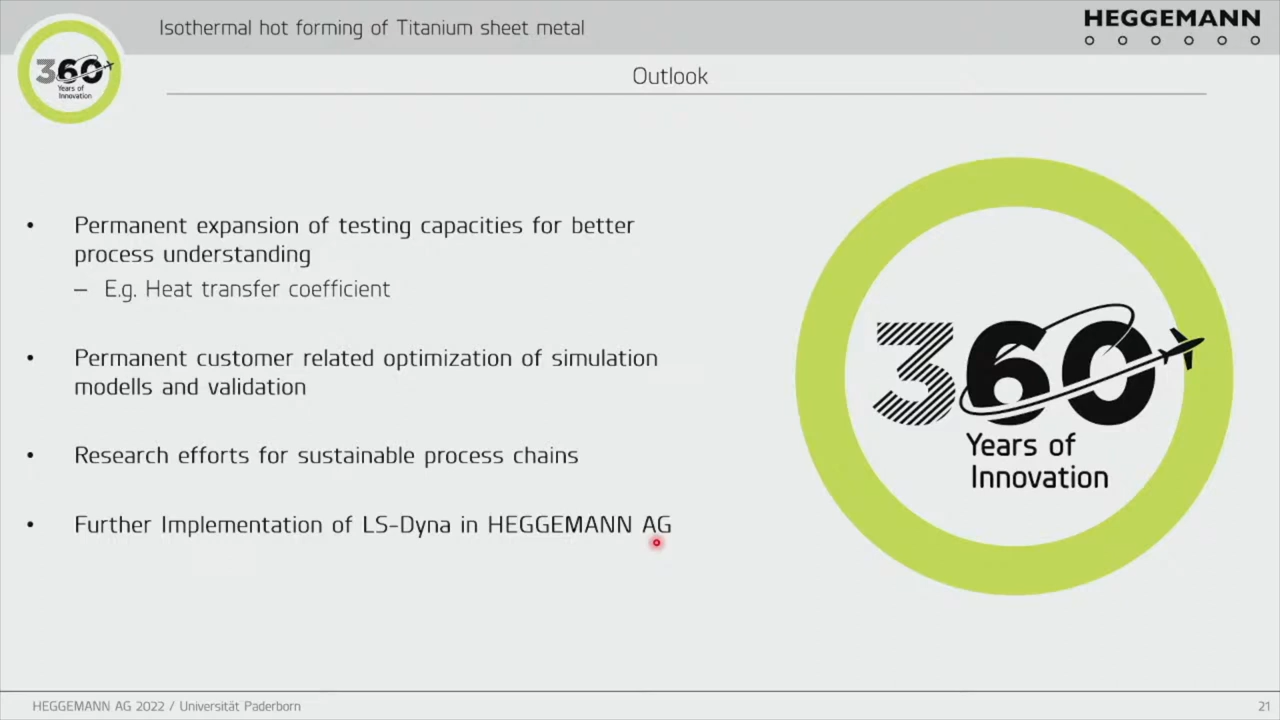 Isothermal hot forming of Titanium sheet metal
HEGGEMANN
360
Years of
Innovation
Outlook
• Permanent expansion of testing capacities for better
process understanding
– E.g. Heat transfer coefficient
• Permanent customer related optimization of simulation
modells and validation
• Research efforts for sustainable process chains
• Further Implementation of LS-Dyna in HEGGEMANN AG
360
Years of
Innovation
HEGGEMANN AG 2022 / Universität Paderborn
21